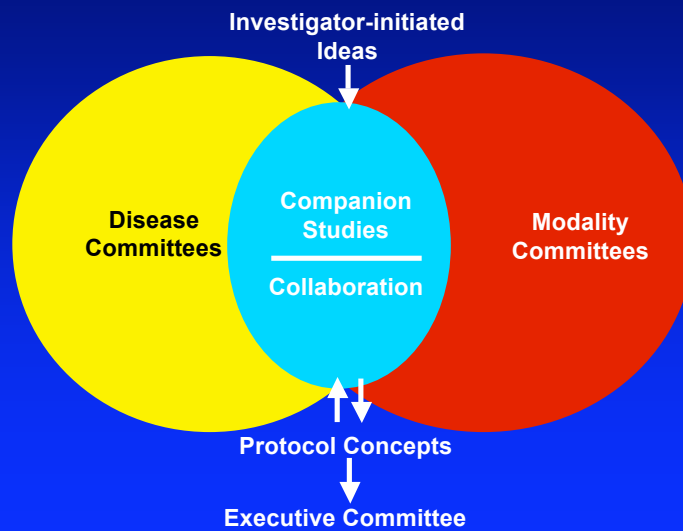 Investigator-initiated
Ideas
Disease
Committees
Companion
Studies
Collaboration
Modality
Committees
Protocol Concepts
Executive Committee